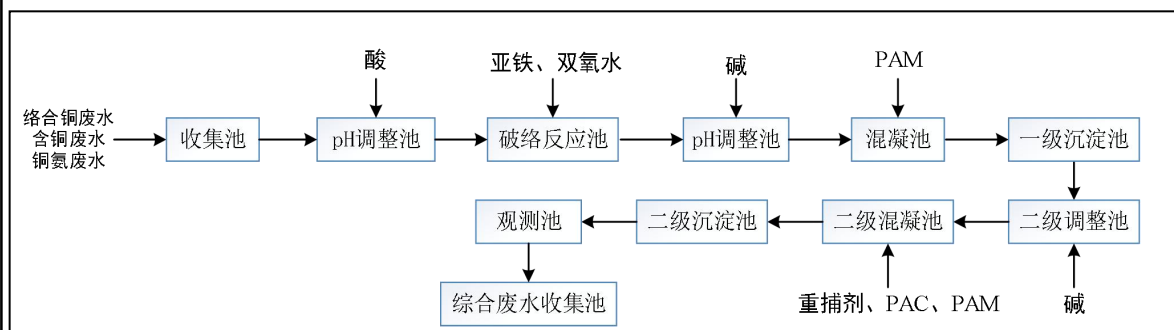 酸
亚铁、双氧水
碱
PAM
络合铜废水
含铜废水
铜氨废水
收集池
pH调整池
破络反应池
pH调整池
混凝池
一级沉淀池
观测池
二级沉淀池
二级混凝池
二级调整池
综合废水收集池
重捕剂、PAC、PAM
碱